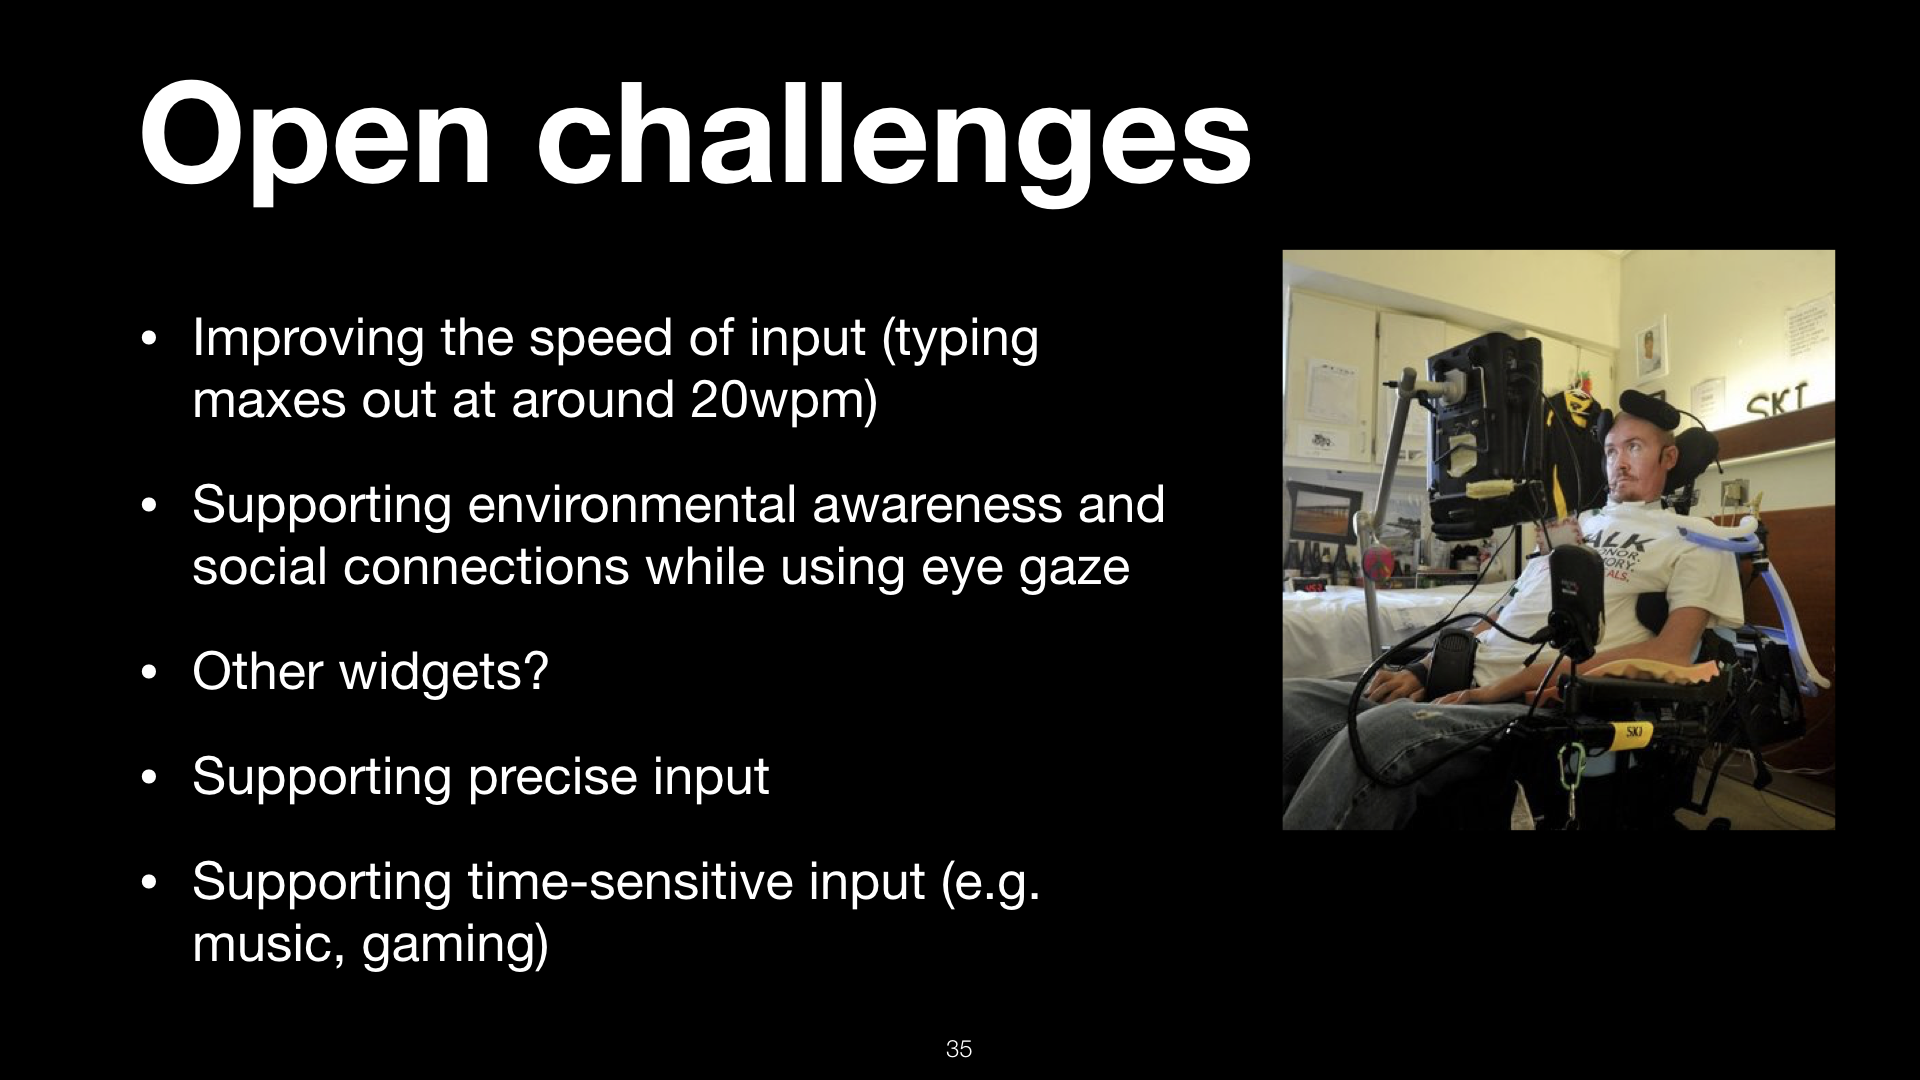 Open challenges
• Improving the speed of input (typing
maxes out at around 20wpm)
• Supporting environmental awareness and
social connections while using eye gaze
• Other widgets?
• Supporting precise input
• Supporting time-sensitive input (e.g.
music, gaming)
SKI
ALK
ONOR.
ORY.
ALS.
SKI
35